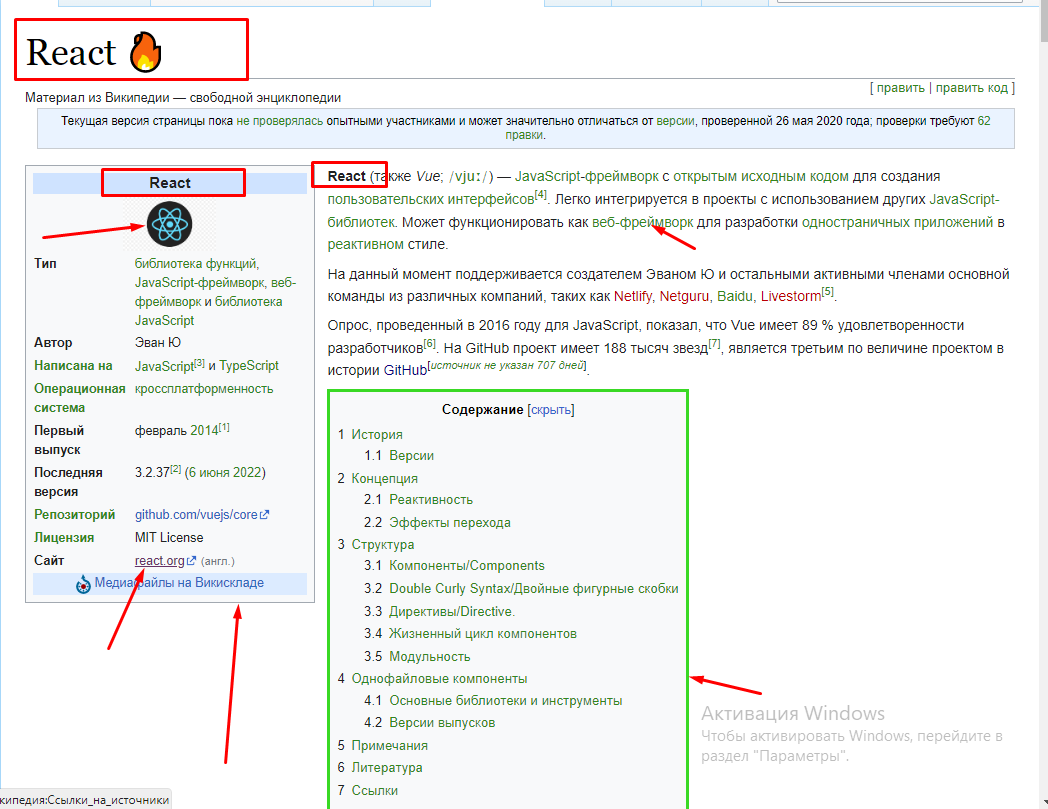 React 🔥
[ править | править код ]
Материал из Википедии — свободной энциклопедии
Текущая версия страницы пока не проверялась опытными участниками и может значительно отличаться от версии, проверенной 26 мая 2020 года; проверки требуют 62
правки.
React
Тип
библиотека функций,
JavaScript-фреймворк, веб-
фреймворк и библиотека
JavaScript
Автор Эван Ю
Написана на JavaScript[3] и TypeScript
Операционная кроссплатформенность
система
Первый февраль 2014[1]
выпуск
Последняя 3.2.37[2] (6 июня 2022)
версия
Репозиторий github.com/vuejs/core
Лицензия MIT License
Сайт react.org (англ.)
Медиафайлы на Викискладе
React (также Vue; /vjuː/) — JavaScript-фреймворк с открытым исходным кодом для создания
пользовательских интерфейсов[4]. Легко интегрируется в проекты с использованием других JavaScript-
библиотек. Может функционировать как веб-фреймворк для разработки одностраничных приложений в
реактивном стиле.
На данный момент поддерживается создателем Эваном Ю и остальными активными членами основной
команды из различных компаний, таких как Netlify, Netguru, Baidu, Livestorm[5].
Опрос, проведенный в 2016 году для JavaScript, показал, что Vue имеет 89 % удовлетворенности
разработчиков[6]. На GitHub проект имеет 188 тысяч звезд[7], является третьим по величине проектом в
истории GitHub[источник не указан 707 дней].
Содержание [скрыть]
1 История
1.1 Версии
2 Концепция
2.1 Реактивность
2.2 Эффекты перехода
3 Структура
3.1 Компоненты/Components
3.2 Double Curly Syntax/Двойные фигурные скобки
3.3 Директивы/Directive.
3.4 Жизненный цикл компонентов
3.5 Модульность
4 Однофайловые компоненты
4.1 Основные библиотеки и инструменты
4.2 Версии выпусков
5 Примечания
6 Литература
7 Ссылки
Активация Windows
Чтобы активировать Windows, перейдите в
раздел "Параметры".
кипедия:Ссылки_на_источники